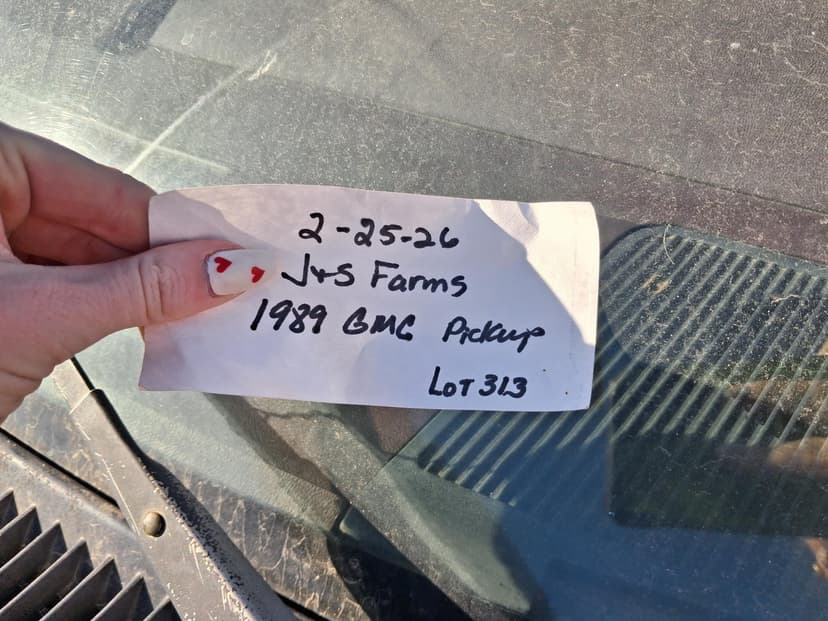 2-25-26
J+S Farms
1989 GMC Pickup
LOT 313